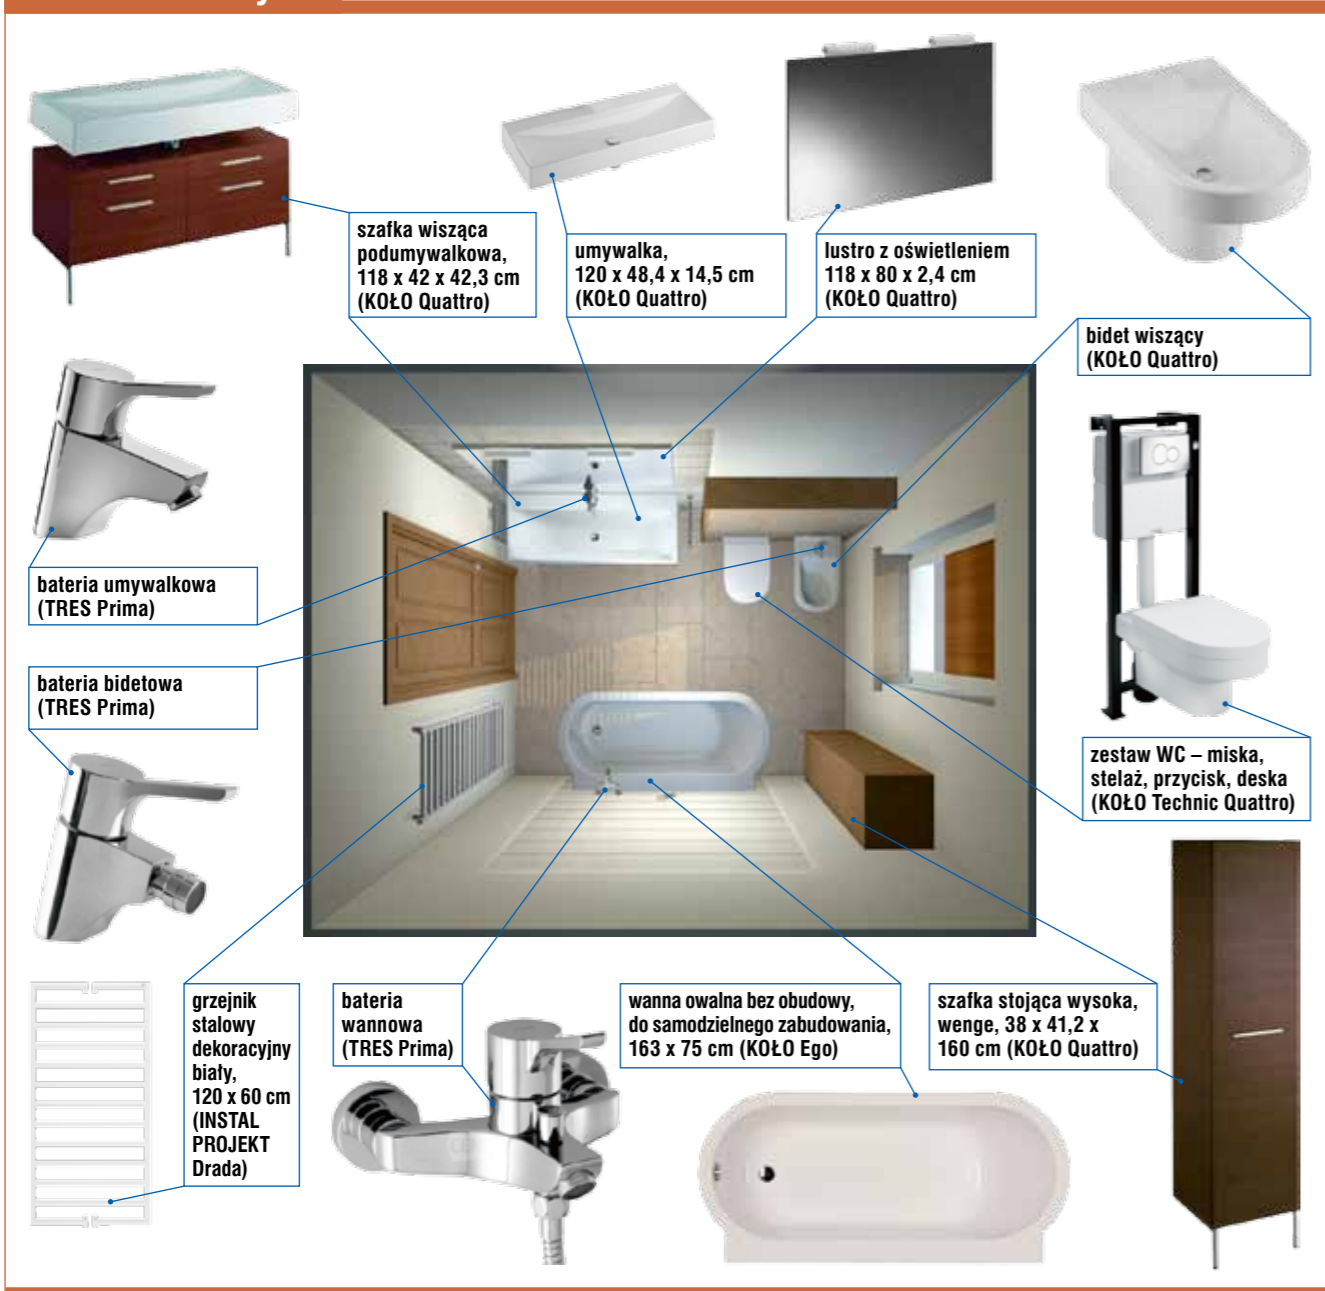 szafka wisząca
podumywalkowa,
118 x 42 x 42,3 cm
(KOŁO Quattro)
umywalka,
120 x 48,4 x 14,5 cm
(KOŁO Quattro)
lustro z oświetleniem
118 x 80 x 2,4 cm
(KOŁO Quattro)
bidet wiszący
(KOŁO Quattro)
bateria umywalkowa
(TRES Prima)
bateria bidetowa
(TRES Prima)
zestaw WC – miska,
stelaż, przycisk, deska
(KOŁO Technic Quattro)
grzejnik
stalowy
dekoracyjny
biały,
120 x 60 cm
(INSTAL
PROJEKT
Drada)
bateria
wannowa
(TRES Prima)
wanna owalna bez obudowy,
do samodzielnego zabudowania,
163 x 75 cm (KOŁO Ego)
szafka stojąca wysoka,
wenge, 38 x 41,2 x
160 cm (KOŁO Quattro)